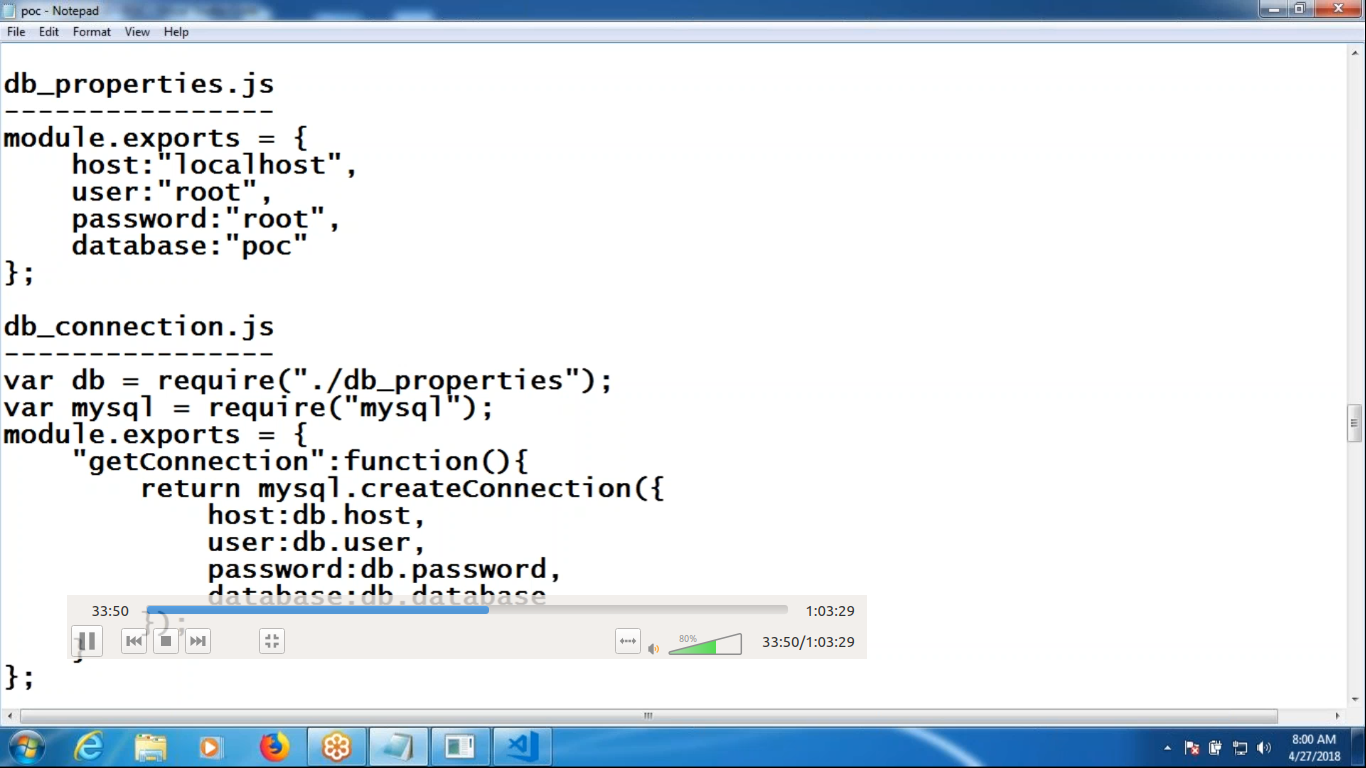 poc - Notepad
File Edit Format View Help
db_properties.js
----------------
module.exports = {
    host:"localhost",
    user:"root",
    password:"root",
    database:"poc"
};
db_connection.js
----------------
var db = require("./db_properties");
var mysql = require("mysql");
module.exports = {
    "getConnection":function(){
        return mysql.createConnection({
            host:db.host,
            user:db.user,
            password:db.password,
            database:db.database
33:50 1:03:29
        });
80% 33:50/1:03:29
    }
};
8:00 AM
4/27/2018